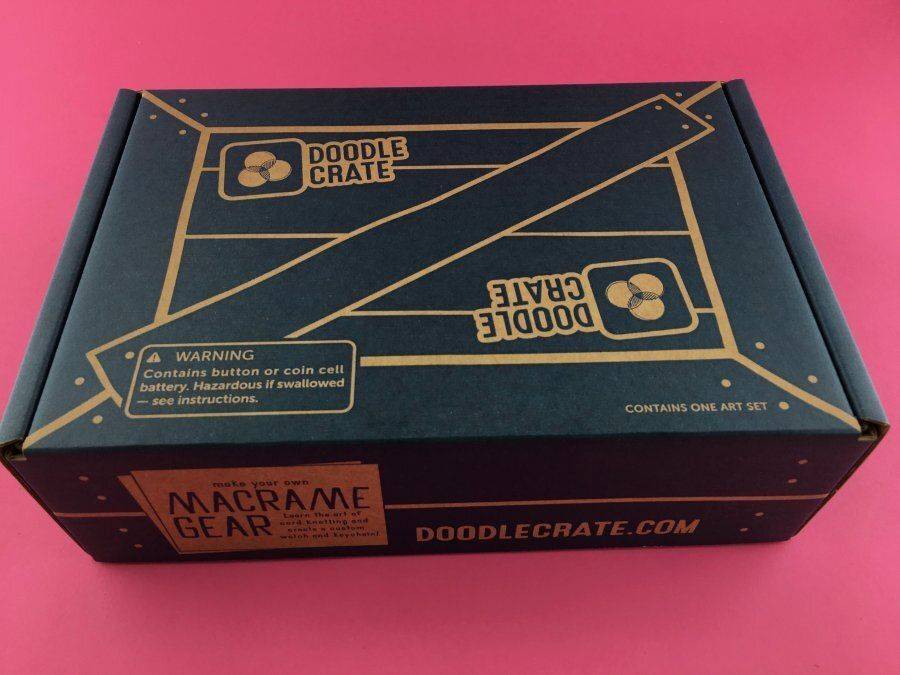 DOODLE
CRATE
DOODLE
CRATE
WARNING
Contains button or coin cell
battery. Hazardous if swallowed
— see instructions.
CONTAINS ONE ART SET
make your own
MACRAME
GEAR
Learn the art of
cord knotting and
create a custom
watch and keychain!
DOODLECRATE.COM